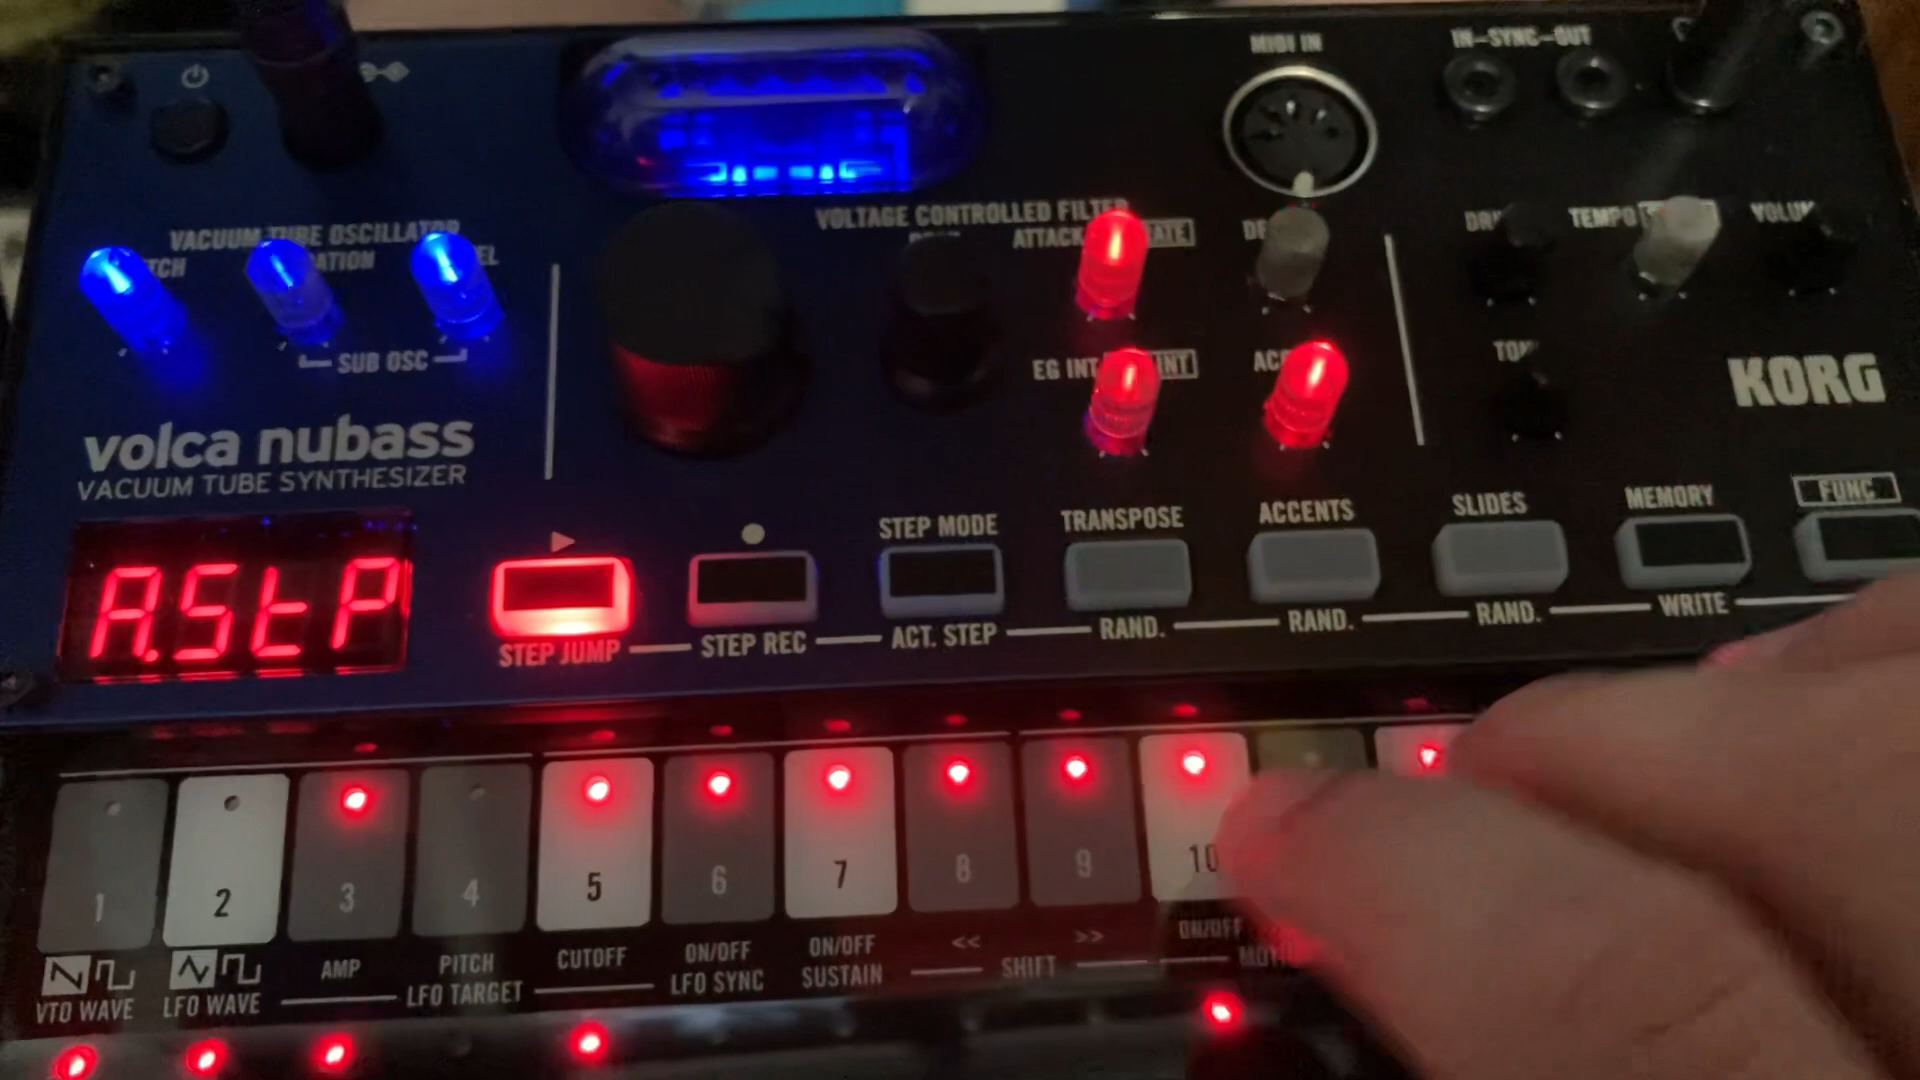 MIDI IN
IN–SYNC–OUT
VACUUM TUBE OSCILLATOR
VOLTAGE CONTROLLED FILTER
ATTACK
TEMPO
SUB OSC
EG INT
INT
KORG
volca nubass
VACUUM TUBE SYNTHESIZER
STEP MODE
TRANSPOSE
ACCENTS
SLIDES
MEMORY
FUNC
A.StP
STEP JUMP
STEP REC
ACT. STEP
RAND.
RAND.
RAND.
WRITE
1
2
3
4
5
6
7
8
9
10
VTO WAVE
LFO WAVE
AMP
PITCH
LFO TARGET
CUTOFF
ON/OFF
LFO SYNC
ON/OFF
SUSTAIN
<<
SHIFT
>>
ON/OFF